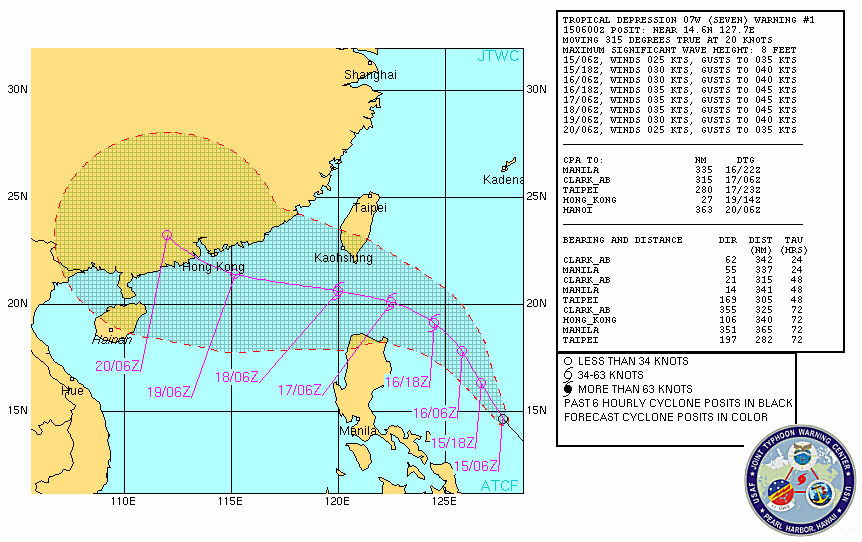 JTWC
Shanghai
30N
30N
Kadena
25N
25N
Taipei
Kaohsiung
Hong Kong
20N
20N
Hainan
20/06Z
19/06Z
18/06Z
17/06Z
16/18Z
16/06Z
15/18Z
15/06Z
Hue
15N
15N
Manila
ATCF
110E
115E
120E
125E
TROPICAL DEPRESSION 07W (SEVEN) WARNING #1
150600Z POSIT: NEAR 14.6N 127.7E
MOVING 315 DEGREES TRUE AT 20 KNOTS
MAXIMUM SIGNIFICANT WAVE HEIGHT: 8 FEET
15/06Z, WINDS 025 KTS, GUSTS TO 035 KTS
15/18Z, WINDS 030 KTS, GUSTS TO 040 KTS
16/06Z, WINDS 030 KTS, GUSTS TO 040 KTS
16/18Z, WINDS 035 KTS, GUSTS TO 045 KTS
17/06Z, WINDS 035 KTS, GUSTS TO 045 KTS
18/06Z, WINDS 035 KTS, GUSTS TO 045 KTS
19/06Z, WINDS 030 KTS, GUSTS TO 040 KTS
20/06Z, WINDS 025 KTS, GUSTS TO 035 KTS
CPA TO: NM DTG
MANILA 335 16/22Z
CLARK_AB 315 17/06Z
TAIPEI 280 17/23Z
HONG_KONG 27 19/14Z
HANOI 363 20/06Z
BEARING AND DISTANCE DIR DIST TAU
(NM) (HRS)
CLARK_AB 62 342 24
MANILA 55 337 24
CLARK_AB 21 315 48
MANILA 14 341 48
TAIPEI 169 305 48
CLARK_AB 355 325 72
HONG_KONG 106 340 72
MANILA 351 365 72
TAIPEI 197 282 72
LESS THAN 34 KNOTS
34-63 KNOTS
MORE THAN 63 KNOTS
PAST 6 HOURLY CYCLONE POSITS IN BLACK
FORECAST CYCLONE POSITS IN COLOR
JOINT TYPHOON WARNING CENTER
USAF
USN
PEARL HARBOR, HAWAII